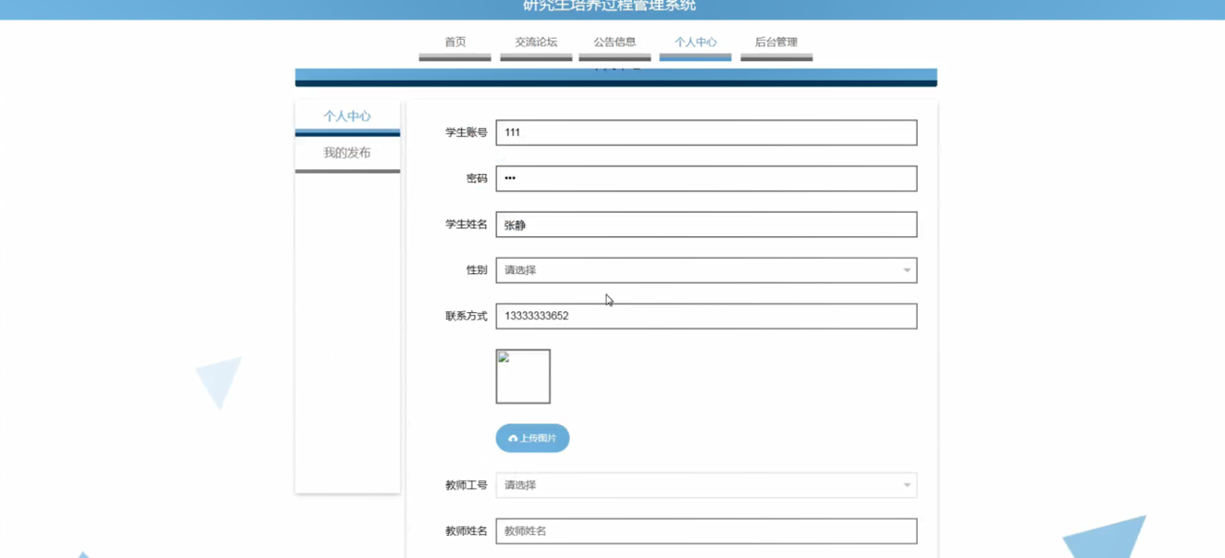 研究生培养过程管理系统
首页 交流论坛 公告信息 个人中心 后台管理
个人中心
我的发布
学生账号 111
密码 •••
学生姓名 张静
性别 请选择
联系方式 13333333652
上传图片
教师工号 请选择
教师姓名 教师姓名